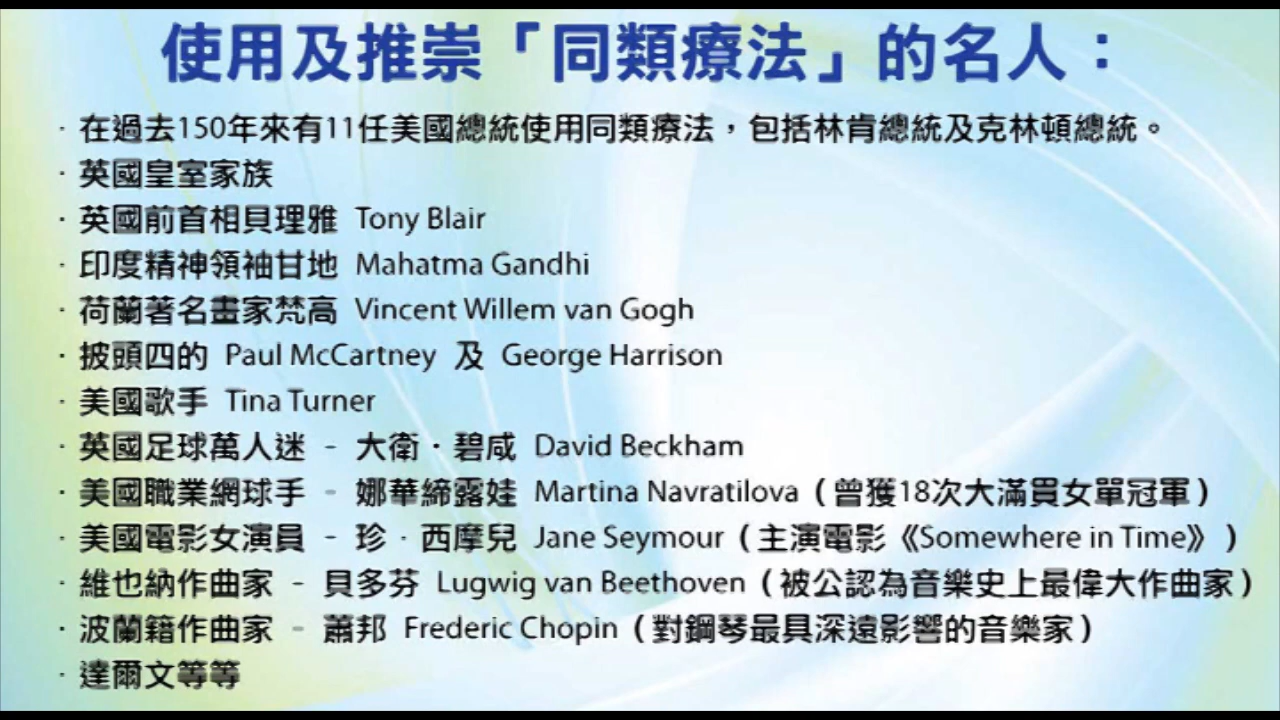 使用及推崇「同類療法」的名人：
· 在過去150年來有11任美國總統使用同類療法，包括林肯總統及克林頓總統。
· 英國皇室家族
· 英國前首相貝理雅 Tony Blair
· 印度精神領袖甘地 Mahatma Gandhi
· 荷蘭著名畫家梵高 Vincent Willem van Gogh
· 披頭四的 Paul McCartney 及 George Harrison
· 美國歌手 Tina Turner
· 英國足球萬人迷 - 大衛·碧咸 David Beckham
· 美國職業網球手 - 娜華締露娃 Martina Navratilova（曾獲18次大滿貫女單冠軍）
· 美國電影女演員 - 珍·西摩兒 Jane Seymour（主演電影《Somewhere in Time》）
· 維也納作曲家 - 貝多芬 Lugwig van Beethoven（被公認為音樂史上最偉大作曲家）
· 波蘭籍作曲家 - 蕭邦 Frederic Chopin（對鋼琴最具深遠影響的音樂家）
· 達爾文等等